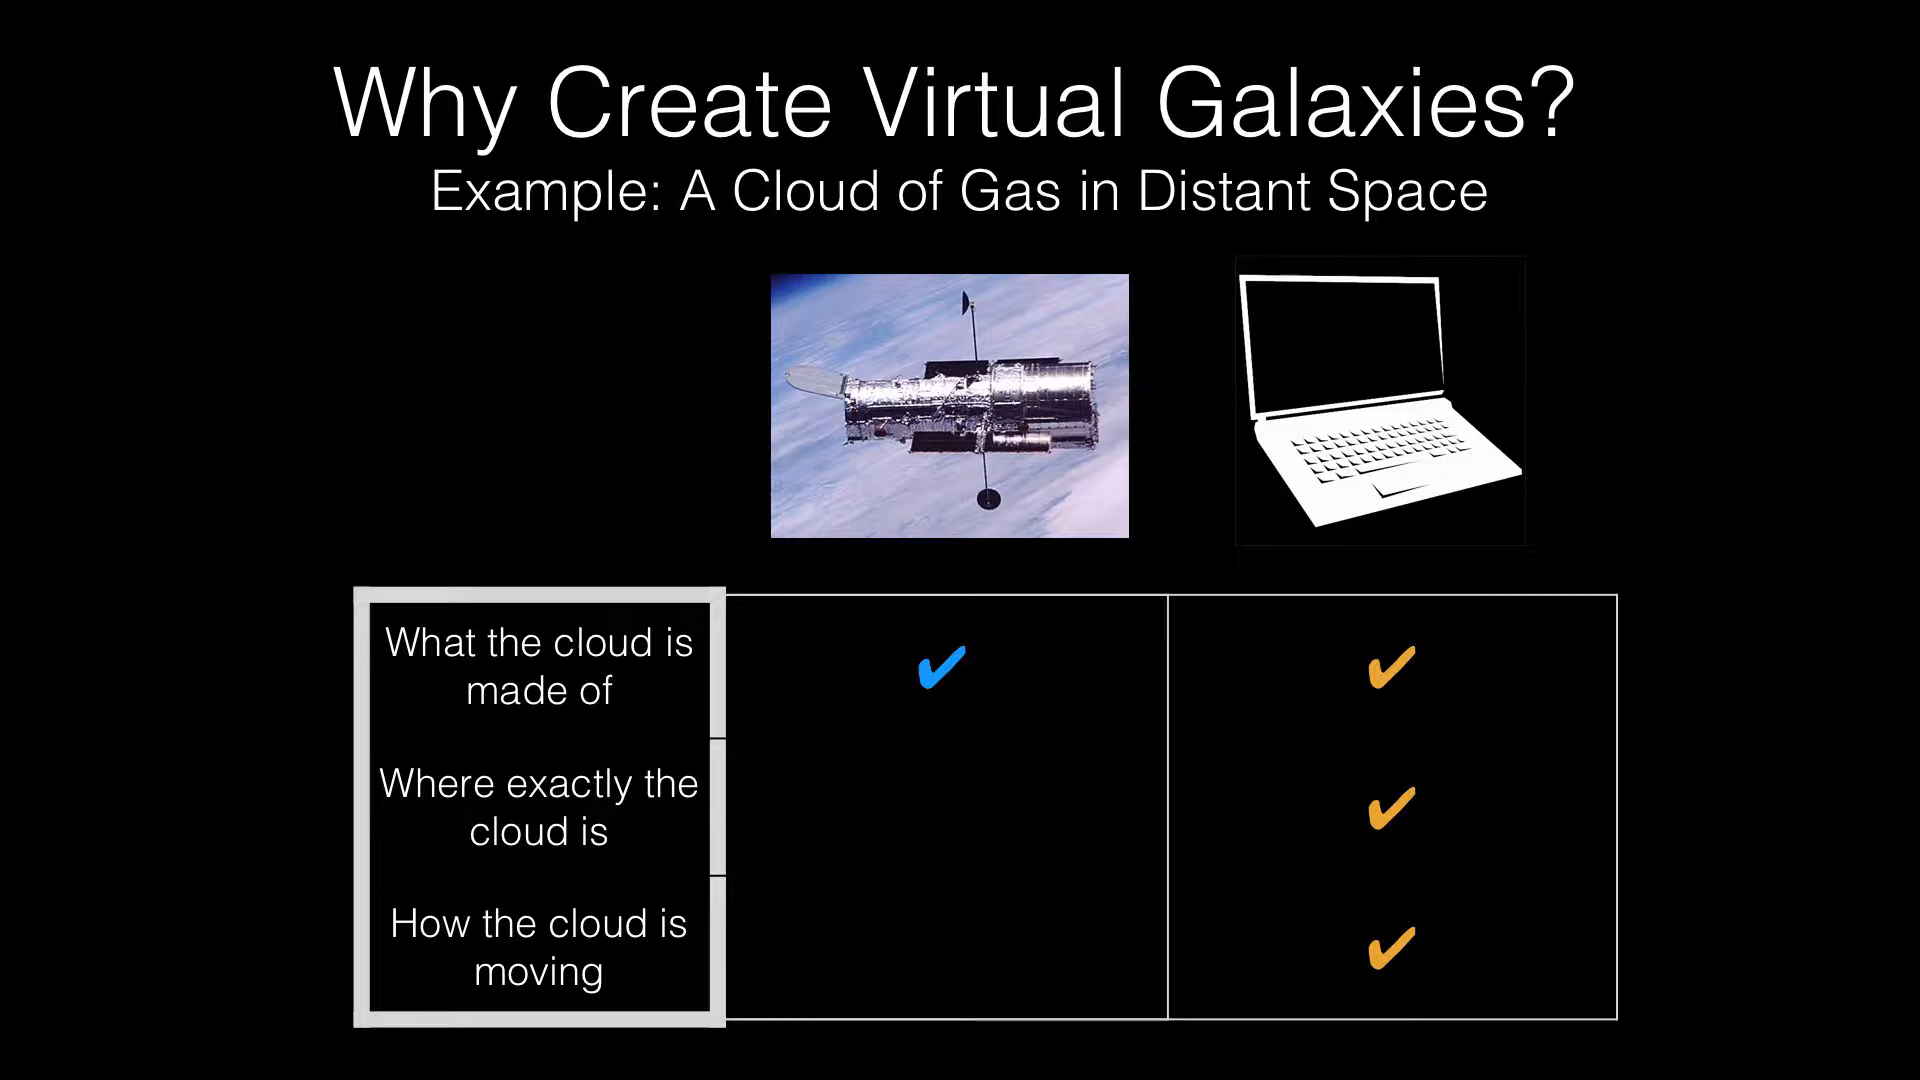 Why Create Virtual Galaxies?
Example: A Cloud of Gas in Distant Space
What the cloud is
made of
✔ ✔
Where exactly the
cloud is
✔
How the cloud is
moving
✔